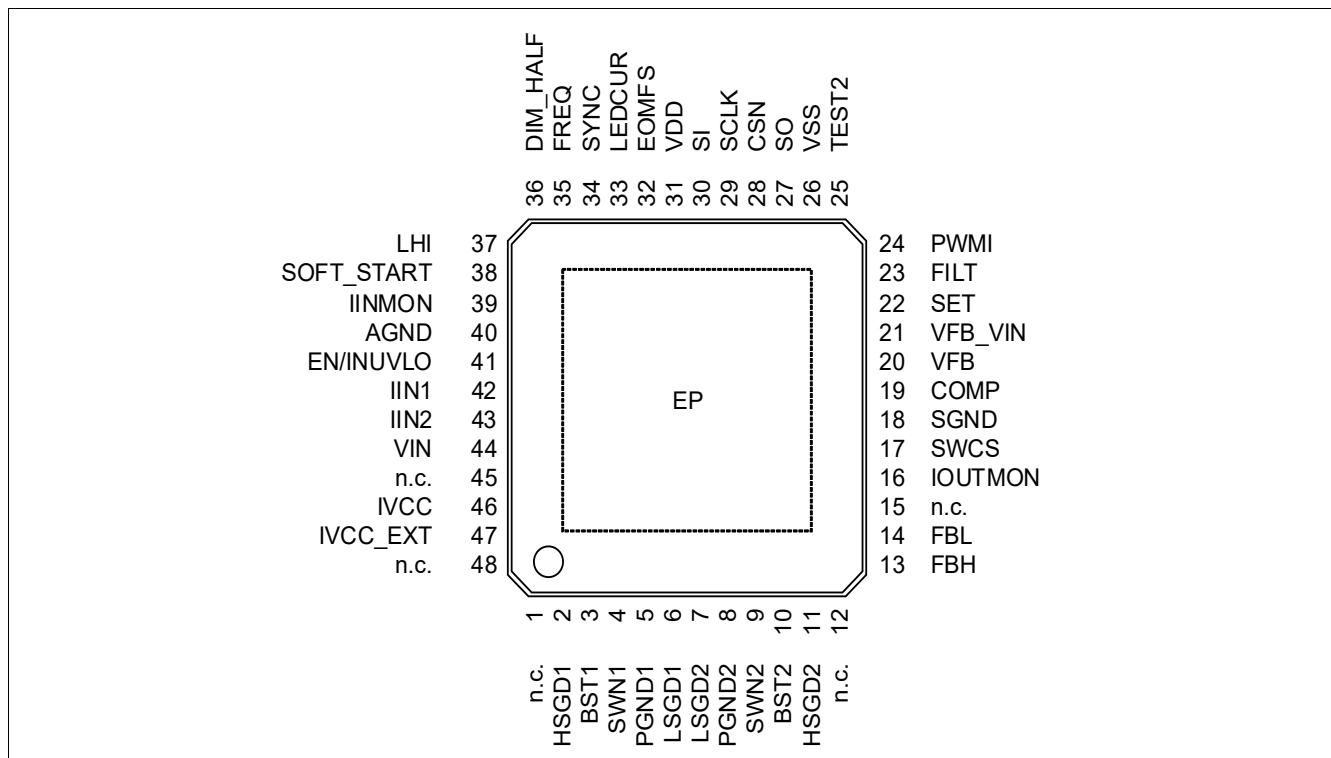 DIM_HALF
FREQ
SYNC
LEDCUR
EOMFS
VDD
SI
SCLK
CSN
SO
VSS
TEST2
36 35 34 33 32 31 30 29 28 27 26 25
LHI 37
SOFT_START 38
IINMON 39
AGND 40
EN/INUVLO 41
IIN1 42
IIN2 43
VIN 44
n.c. 45
IVCC 46
IVCC_EXT 47
n.c. 48
EP
24 PWMI
23 FILT
22 SET
21 VFB_VIN
20 VFB
19 COMP
18 SGND
17 SWCS
16 IOUTMON
15 n.c.
14 FBL
13 FBH
1 2 3 4 5 6 7 8 9 10 11 12
n.c.
HSGD1
BST1
SWN1
PGND1
LSGD1
LSGD2
PGND2
SWN2
BST2
HSGD2
n.c.